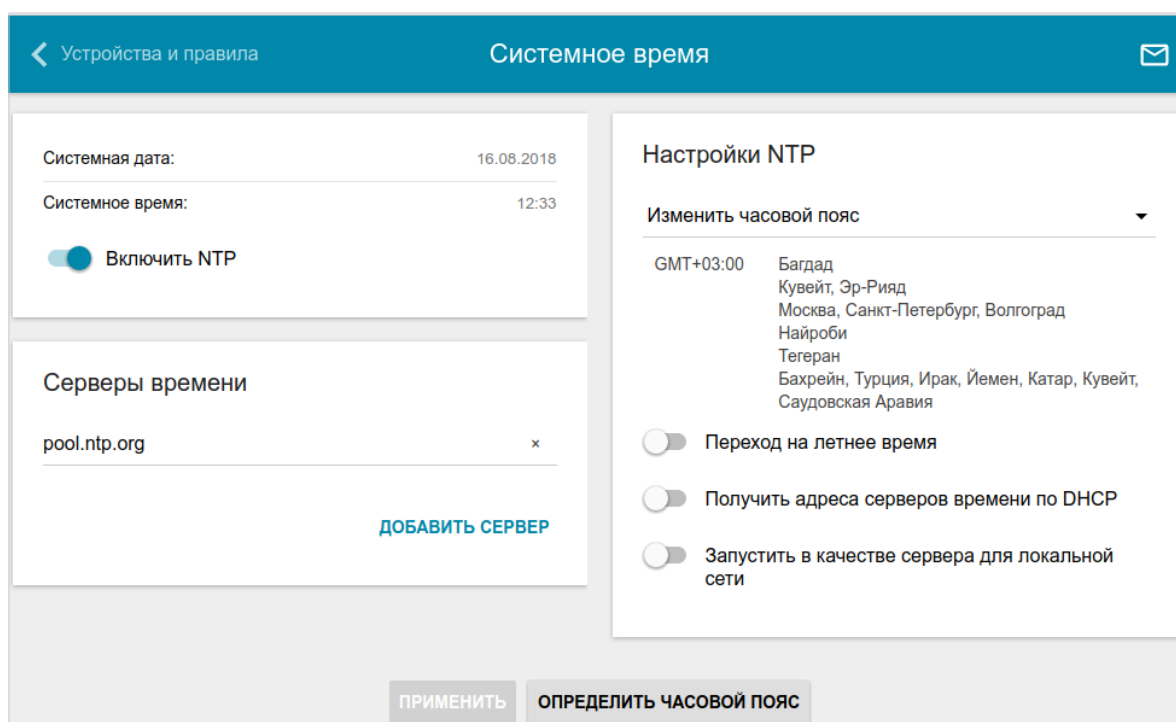 Устройства и правила
Системное время
Системная дата:
16.08.2018
Системное время:
12:33
Включить NTP
Серверы времени
pool.ntp.org
×
ДОБАВИТЬ СЕРВЕР
Настройки NTP
Изменить часовой пояс
GMT+03:00
Багдад
Кувейт, Эр-Рияд
Москва, Санкт-Петербург, Волгоград
Найроби
Тегеран
Бахрейн, Турция, Ирак, Йемен, Катар, Кувейт,
Саудовская Аравия
Переход на летнее время
Получить адреса серверов времени по DHCP
Запустить в качестве сервера для локальной
сети
ПРИМЕНИТЬ
ОПРЕДЕЛИТЬ ЧАСОВОЙ ПОЯС